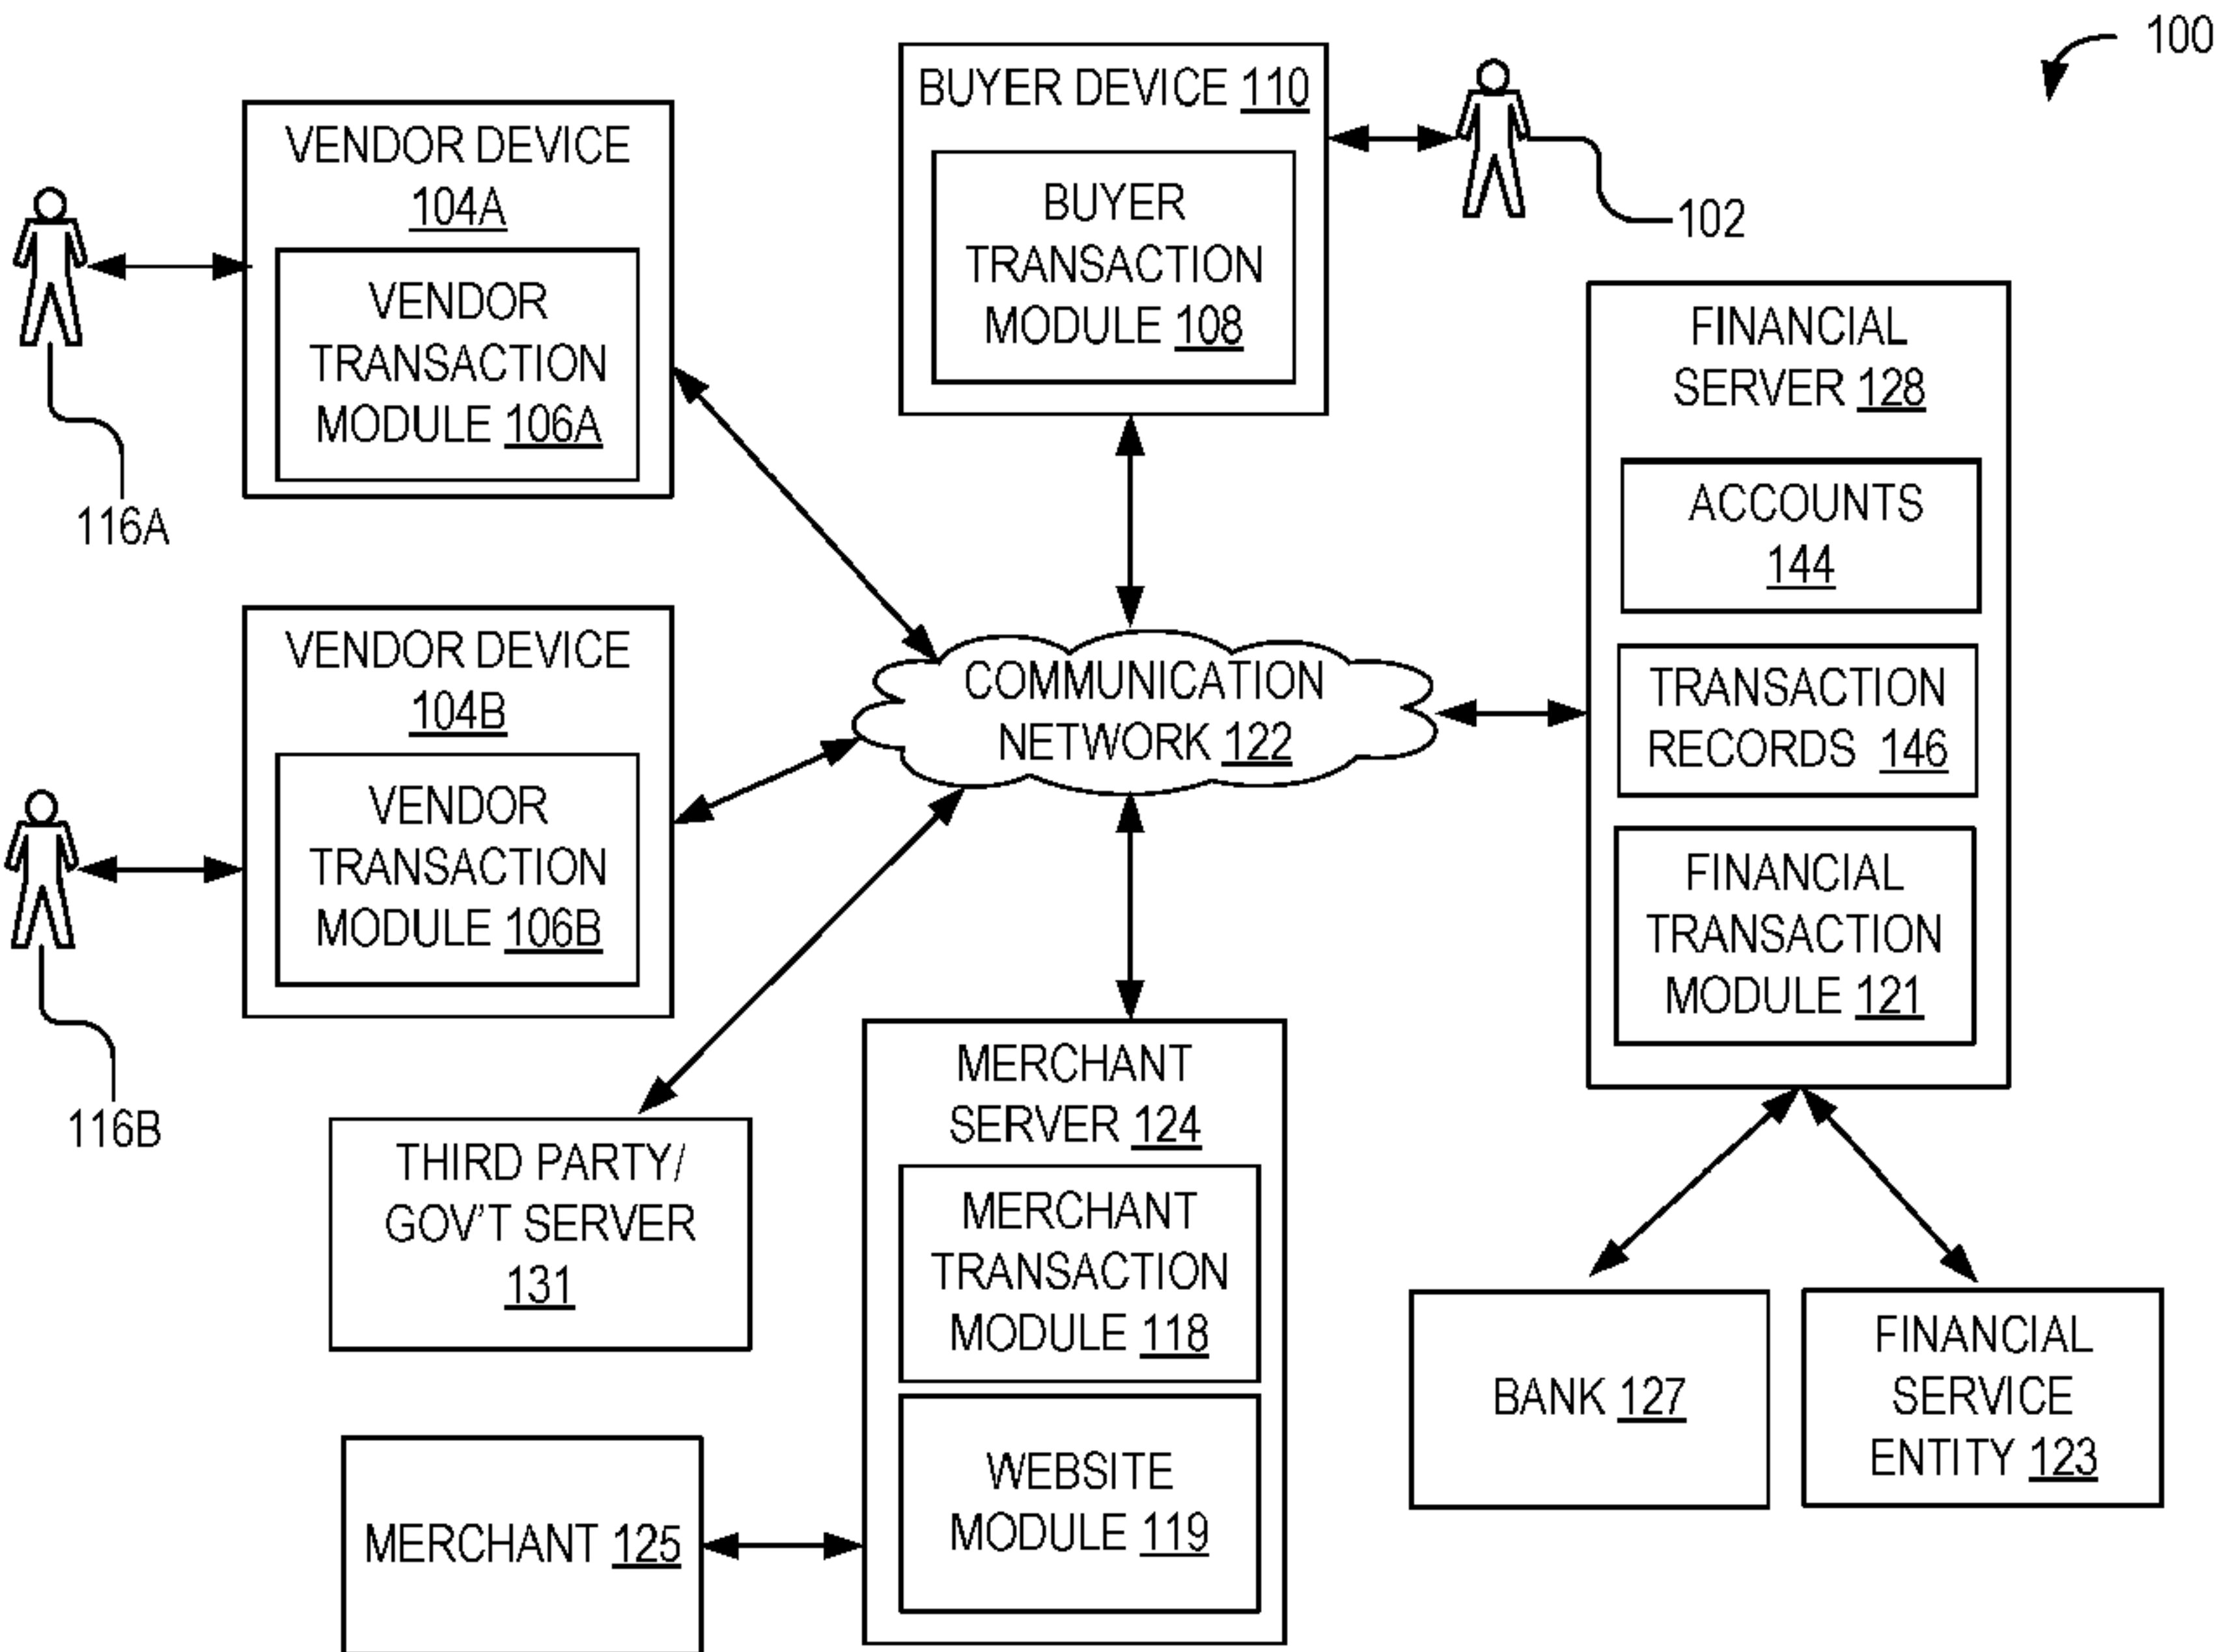 100
BUYER DEVICE 110
BUYER
TRANSACTION
MODULE 108
102
VENDOR DEVICE
104A
VENDOR
TRANSACTION
MODULE 106A
116A
FINANCIAL
SERVER 128
ACCOUNTS
144
TRANSACTION
RECORDS 146
FINANCIAL
TRANSACTION
MODULE 121
COMMUNICATION
NETWORK 122
VENDOR DEVICE
104B
VENDOR
TRANSACTION
MODULE 106B
116B
THIRD PARTY/
GOV'T SERVER
131
MERCHANT
SERVER 124
MERCHANT
TRANSACTION
MODULE 118
WEBSITE
MODULE 119
MERCHANT 125
BANK 127
FINANCIAL
SERVICE
ENTITY 123